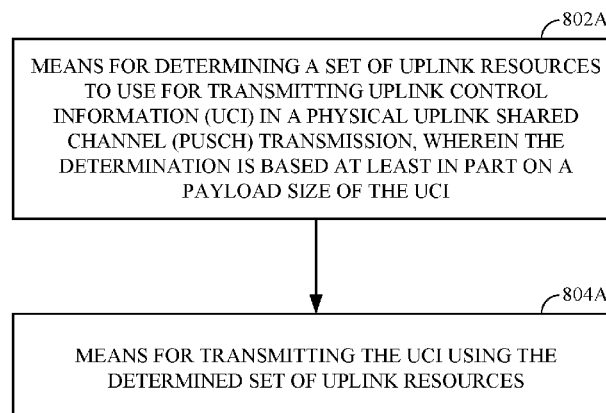 802A
MEANS FOR DETERMINING A SET OF UPLINK RESOURCES
TO USE FOR TRANSMITTING UPLINK CONTROL
INFORMATION (UCI) IN A PHYSICAL UPLINK SHARED
CHANNEL (PUSCH) TRANSMISSION, WHEREIN THE
DETERMINATION IS BASED AT LEAST IN PART ON A
PAYLOAD SIZE OF THE UCI
804A
MEANS FOR TRANSMITTING THE UCI USING THE
DETERMINED SET OF UPLINK RESOURCES